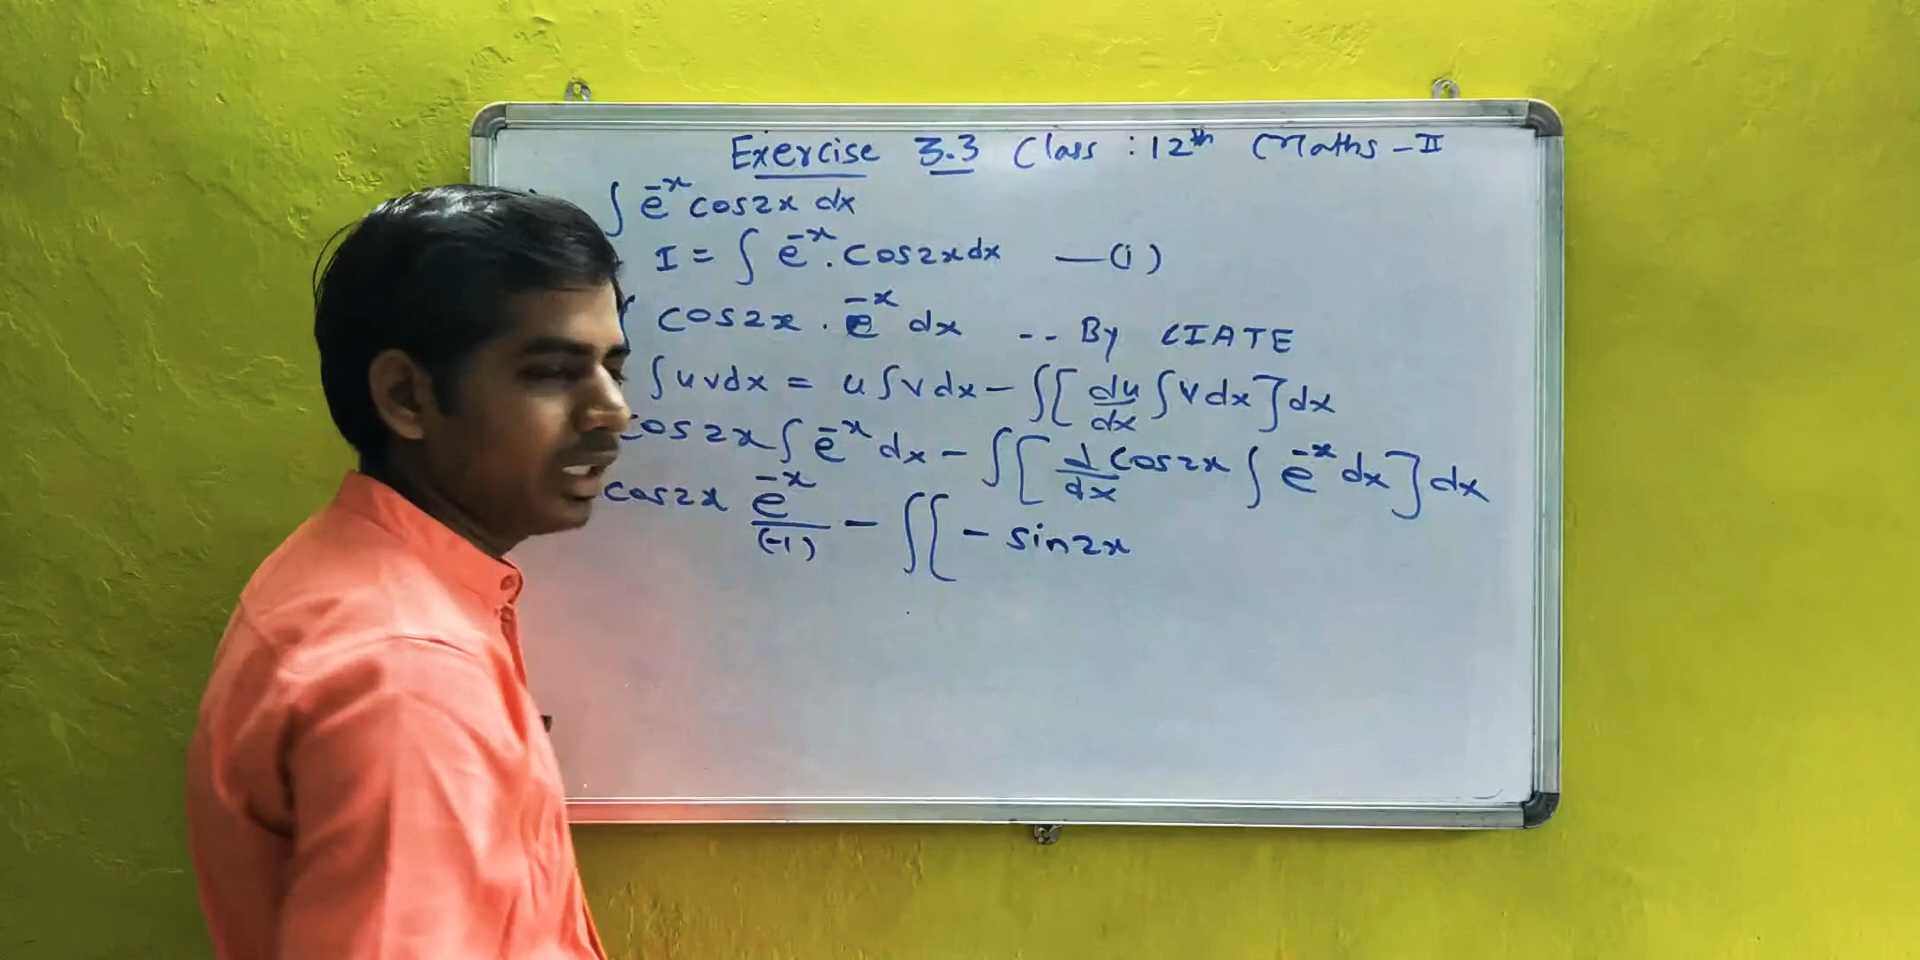 Exercise 3.3 Class : 12th Maths - II
∫ e^-x cos2x dx
I = ∫ e^-x . cos2x dx —(i)
∫ cos2x . e^-x dx -- By LIATE
∫uvdx = u∫vdx - ∫[du/dx ∫vdx]dx
cos2x ∫e^-x dx - ∫[d/dx cos2x ∫ e^-x dx]dx
cos2x e^-x/(-1) - ∫[- sin2x